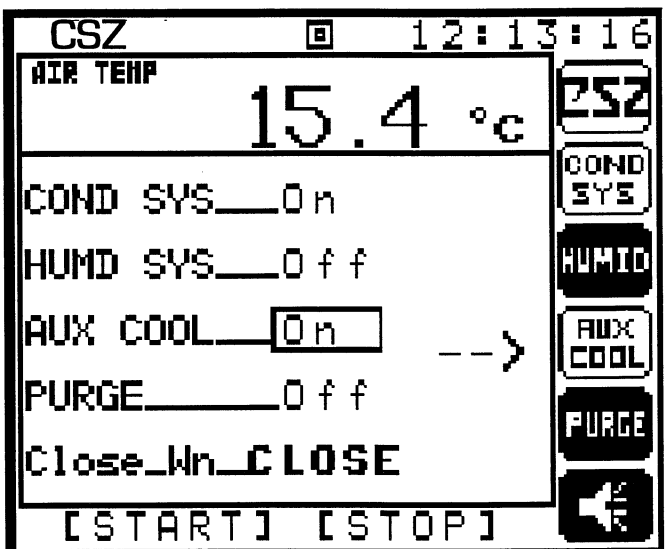 CSZ 12:13:16
AIR TEMP
15.4 °C
COND SYS___On
HUMD SYS___Off
AUX COOL___On
-->
PURGE______Off
Close_Wn__CLOSE
[START] [STOP]
CSZ
COND
SYS
HUMID
AUX
COOL
PURGE